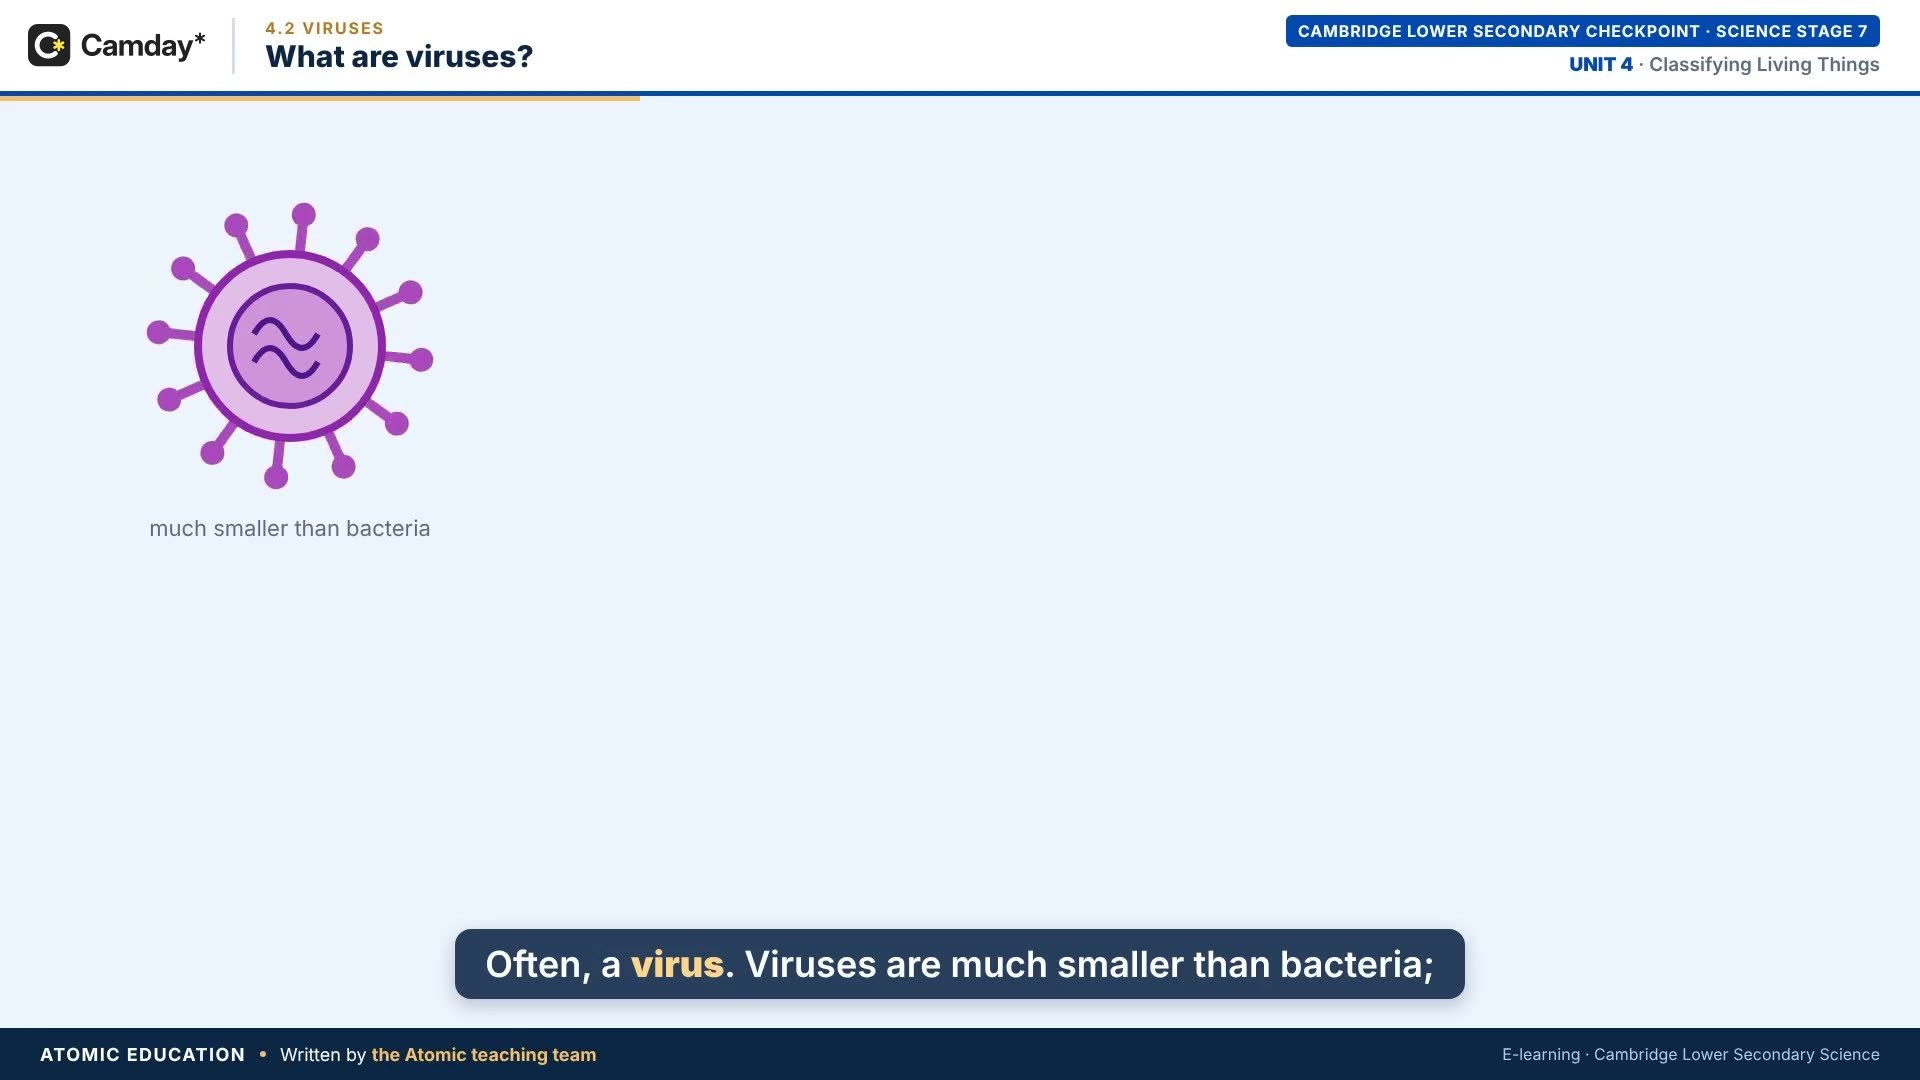 Camday*
4.2 VIRUSES
What are viruses?
CAMBRIDGE LOWER SECONDARY CHECKPOINT · SCIENCE STAGE 7
UNIT 4 · Classifying Living Things
much smaller than bacteria
Often, a virus. Viruses are much smaller than bacteria;
ATOMIC EDUCATION • Written by the Atomic teaching team
E-learning · Cambridge Lower Secondary Science